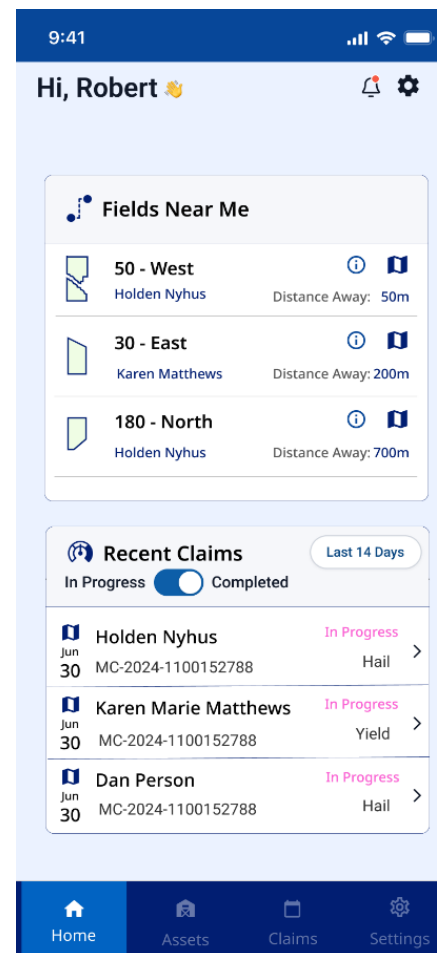 9:41
Hi, Robert 👋
Fields Near Me
50 - West
Holden Nyhus Distance Away: 50m
30 - East
Karen Matthews Distance Away: 200m
180 - North
Holden Nyhus Distance Away: 700m
Recent Claims Last 14 Days
In Progress Completed
Holden Nyhus In Progress
Jun
30 MC-2024-1100152788 Hail
Karen Marie Matthews In Progress
Jun
30 MC-2024-1100152788 Yield
Dan Person In Progress
Jun
30 MC-2024-1100152788 Hail
Home Assets Claims Settings